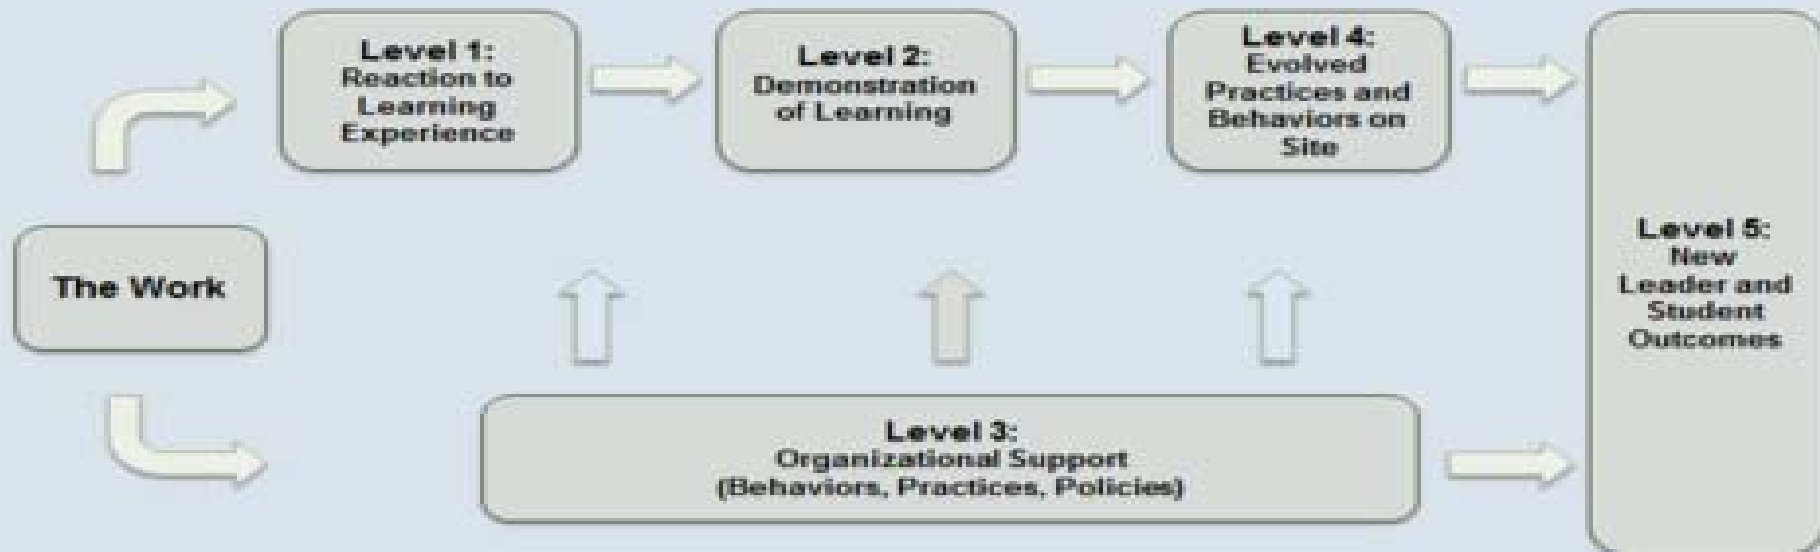 Level 1:
Reaction to
Learning
Experience
Level 2:
Demonstration
of Learning
Level 4:
Evolved
Practices and
Behaviors on
Site
The Work
Level 5:
New
Leader and
Student
Outcomes
Level 3:
Organizational Support
(Behaviors, Practices, Policies)